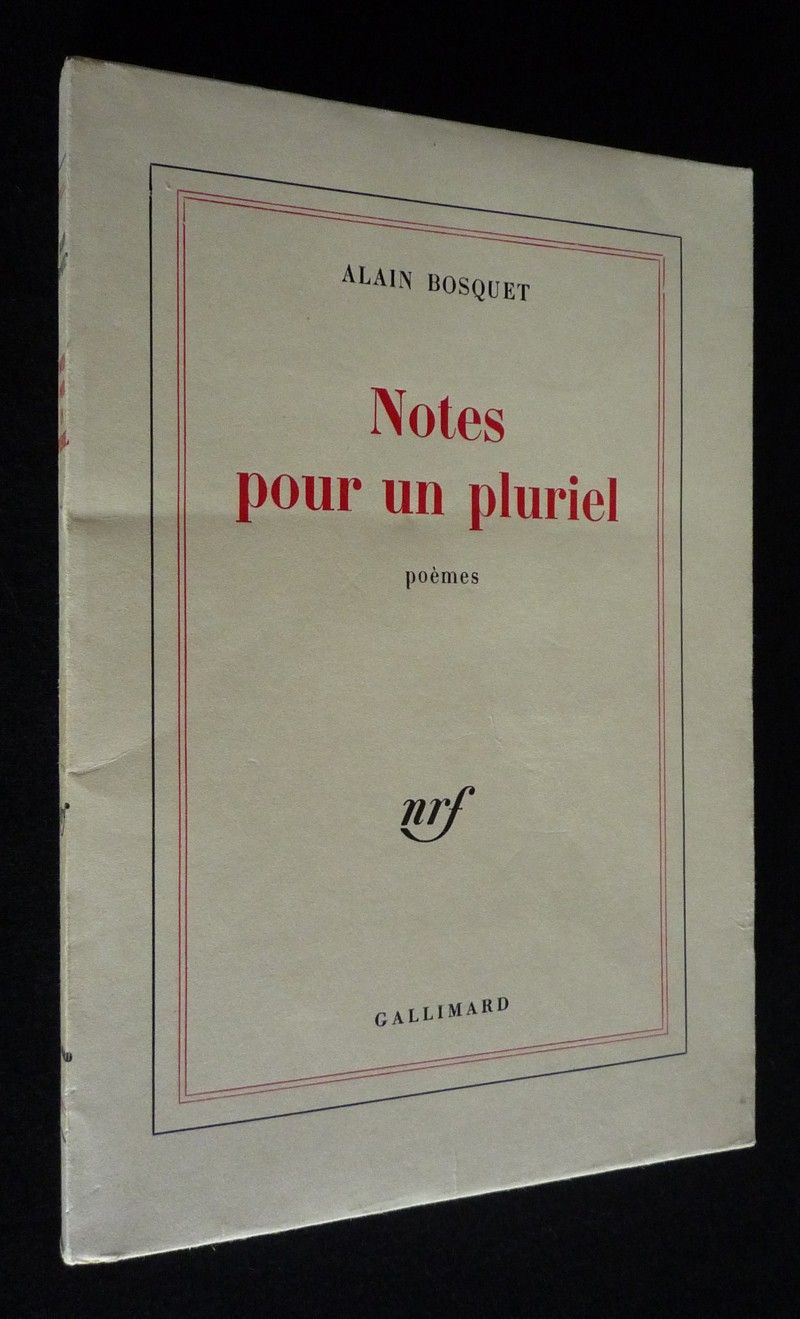 ALAIN BOSQUET
Notes
pour un pluriel
poèmes
nrf
GALLIMARD